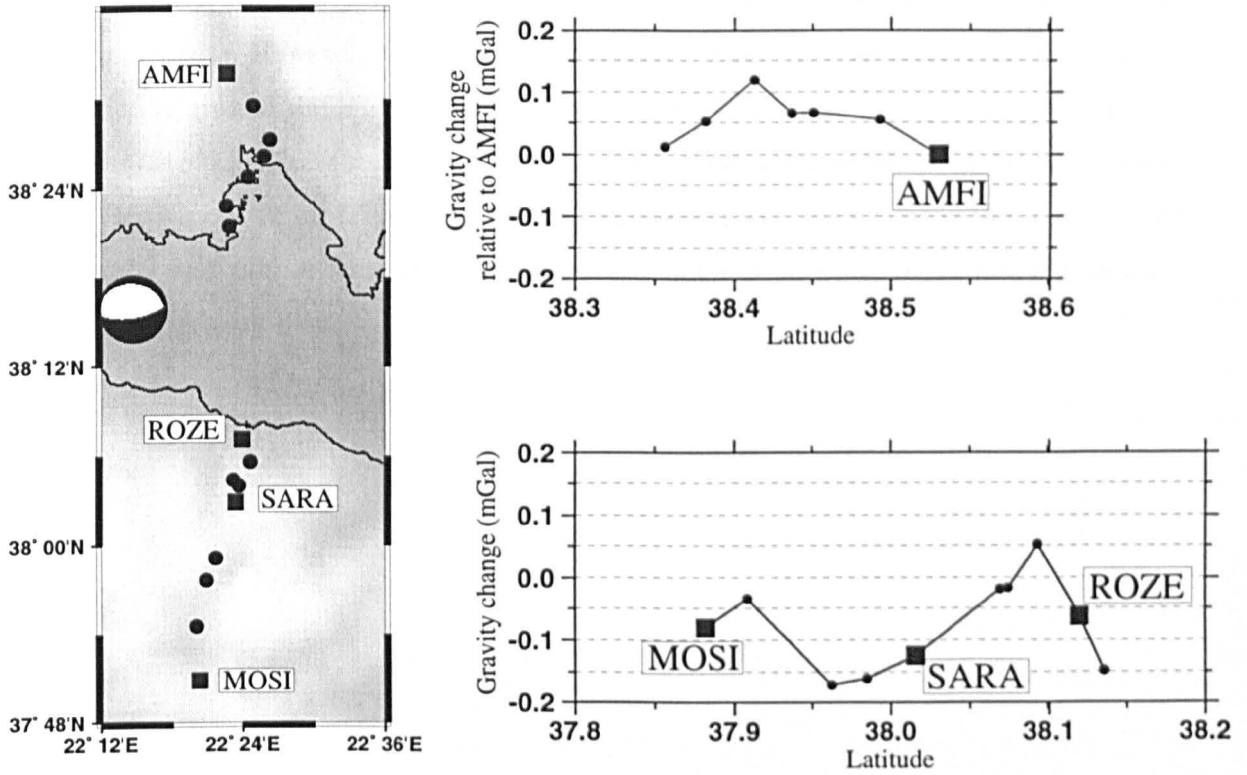 AMFI
38° 24'N
38° 12'N
ROZE
SARA
38° 00'N
MOSI
37° 48'N
22° 12'E 22° 24'E 22° 36'E
Gravity change
relative to AMFI (mGal)
0.2
0.1
0.0
-0.1
-0.2
AMFI
38.3 38.4 38.5 38.6
Latitude
Gravity change (mGal)
0.2
0.1
0.0
-0.1
-0.2
MOSI
SARA
ROZE
37.8 37.9 38.0 38.1 38.2
Latitude